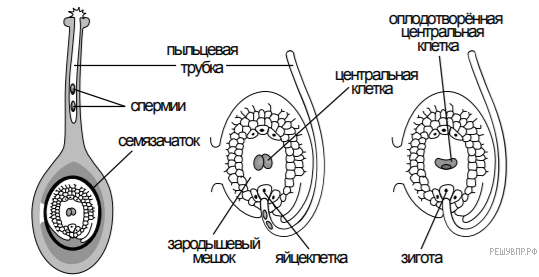 пыльцевая
трубка
спермии
семязачаток
центральная
клетка
зародышевый
мешок
яйцеклетка
оплодотворённая
центральная
клетка
зигота
РЕШУВПР.РФ